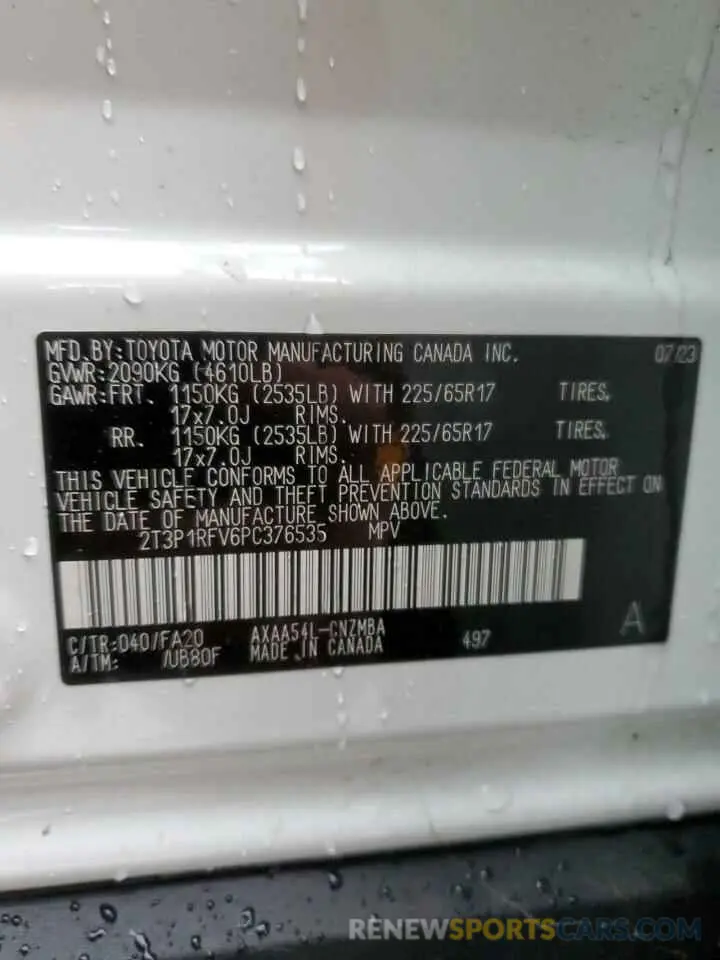 MFD. BY:TOYOTA MOTOR MANUFACTURING CANADA INC. 07/23
GVWR:2090KG (4610LB)
GAWR:FRT. 1150KG (2535LB) WITH 225/65R17 TIRES,
17x7.0J RIMS.
RR. 1150KG (2535LB) WITH 225/65R17 TIRES,
17x7.0J RIMS.
THIS VEHICLE CONFORMS TO ALL APPLICABLE FEDERAL MOTOR
VEHICLE SAFETY AND THEFT PREVENTION STANDARDS IN EFFECT ON
THE DATE OF MANUFACTURE SHOWN ABOVE.
2T3P1RFV6PC376535 MPV
C/TR:040/FA20 AXAA54L-CNZMBA 497 A
A/TM: /UB80F MADE IN CANADA
RENEWSPORTSCARS.COM